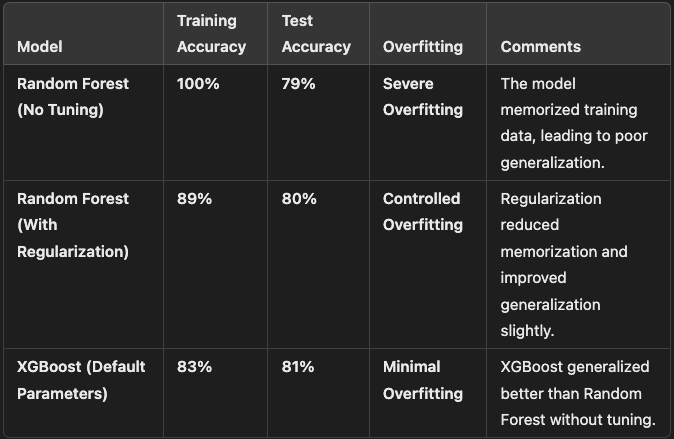 Model Training Accuracy Test Accuracy Overfitting Comments
Random Forest (No Tuning) 100% 79% Severe Overfitting The model memorized training data, leading to poor generalization.
Random Forest (With Regularization) 89% 80% Controlled Overfitting Regularization reduced memorization and improved generalization slightly.
XGBoost (Default Parameters) 83% 81% Minimal Overfitting XGBoost generalized better than Random Forest without tuning.